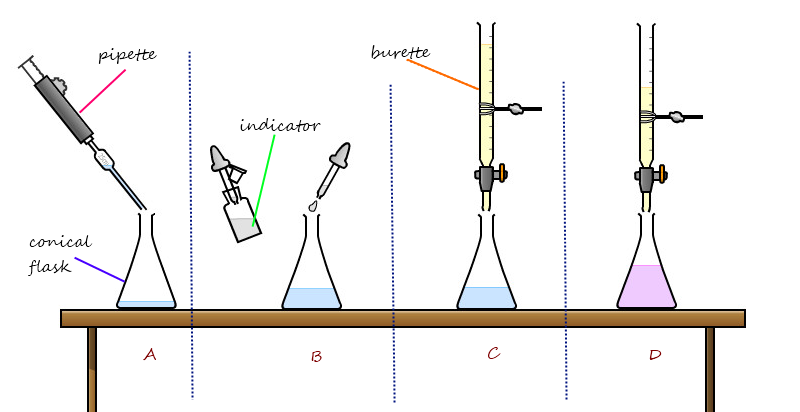 pipette
burette
indicator
conical
flask
A
B
C
D